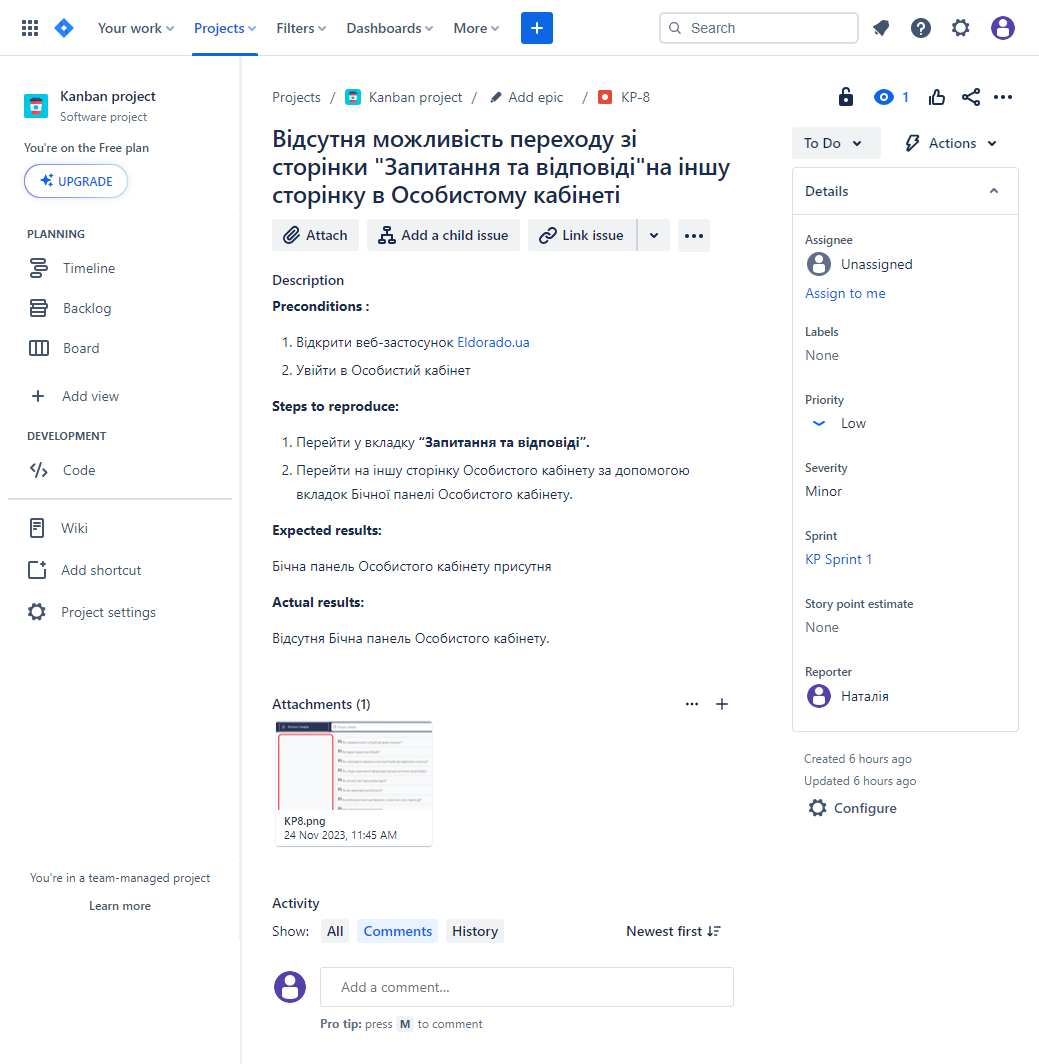 Your work Projects Filters Dashboards More Search
Kanban project
Software project
You're on the Free plan
UPGRADE
PLANNING
Timeline
Backlog
Board
Add view
DEVELOPMENT
Code
Wiki
Add shortcut
Project settings
You're in a team-managed project
Learn more
Projects / Kanban project / Add epic / KP-8
1
Відсутня можливість переходу зі
сторінки "Запитання та відповіді"на іншу
сторінку в Особистому кабінеті
Attach Add a child issue Link issue
Description
Preconditions :
1. Відкрити веб-застосунок Eldorado.ua
2. Увійти в Особистий кабінет
Steps to reproduce:
1. Перейти у вкладку “Запитання та відповіді”.
2. Перейти на іншу сторінку Особистого кабінету за допомогою
вкладок Бічної панелі Особистого кабінету.
Expected results:
Бічна панель Особистого кабінету присутня
Actual results:
Відсутня Бічна панель Особистого кабінету.
Attachments (1)
KP8.png
24 Nov 2023, 11:45 AM
Activity
Show: All Comments History Newest first
Add a comment...
Pro tip: press M to comment
To Do Actions
Details
Assignee
Unassigned
Assign to me
Labels
None
Priority
Low
Severity
Minor
Sprint
KP Sprint 1
Story point estimate
None
Reporter
Наталія
Created 6 hours ago
Updated 6 hours ago
Configure